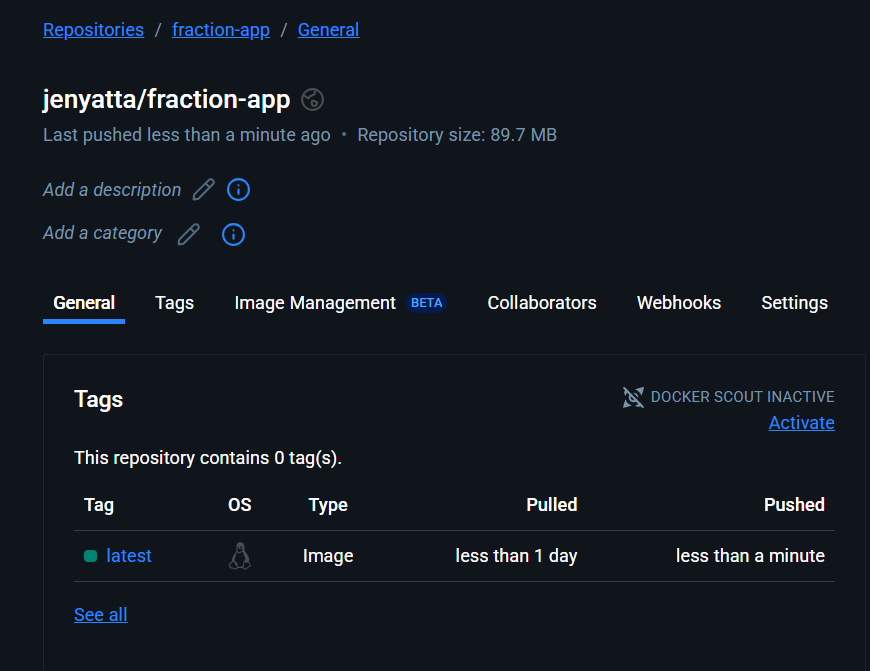 Repositories / fraction-app / General
jenyatta/fraction-app
Last pushed less than a minute ago • Repository size: 89.7 MB
Add a description
Add a category
General Tags Image Management BETA Collaborators Webhooks Settings
Tags
DOCKER SCOUT INACTIVE
Activate
This repository contains 0 tag(s).
Tag OS Type Pulled Pushed
latest Image less than 1 day less than a minute
See all